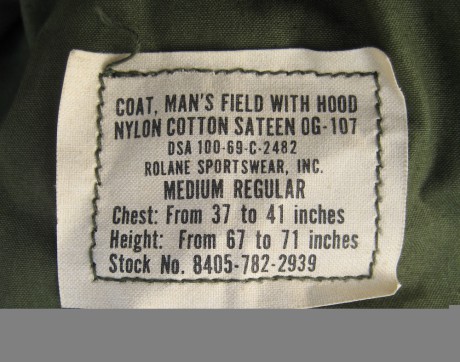 COAT, MAN'S FIELD WITH HOOD
NYLON COTTON SATEEN OG-107
DSA 100-69-C-2482
ROLANE SPORTSWEAR, INC.
MEDIUM REGULAR
Chest: From 37 to 41 inches
Height: From 67 to 71 inches
Stock No. 8405-782-2939